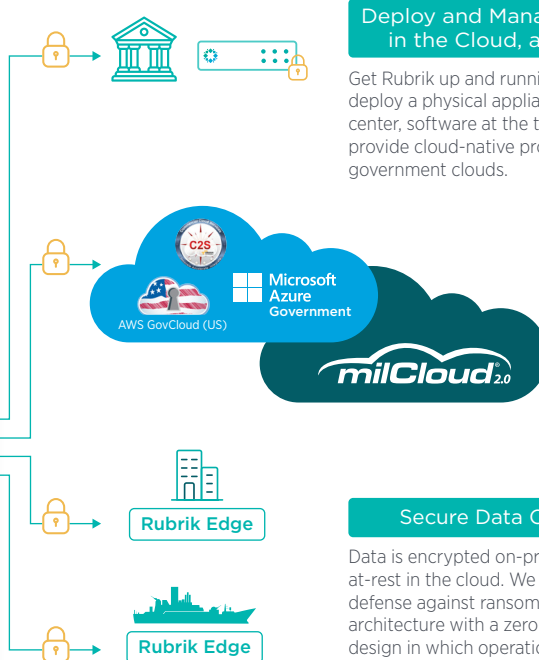 Deploy and Mana
in the Cloud, a
Get Rubrik up and runni
deploy a physical applia
center, software at the t
provide cloud-native pro
government clouds.
C2S
AWS GovCloud (US)
Microsoft
Azure
Government
milCloud 2.0
Rubrik Edge
Secure Data O
Data is encrypted on-pr
at-rest in the cloud. We
defense against ransom
architecture with a zero
design in which operatio
Rubrik Edge